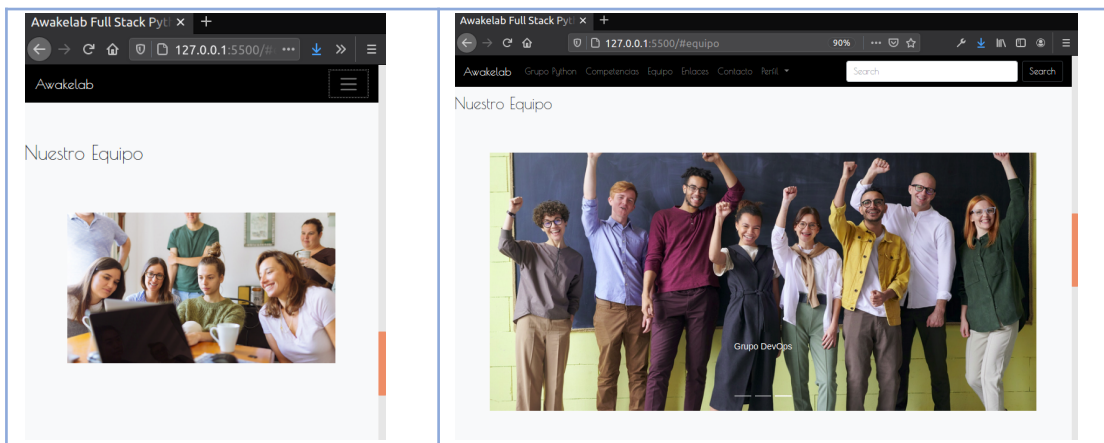 Awakelab Full Stack Pyt
127.0.0.1:5500/#
Awakelab
Nuestro Equipo
Awakelab Full Stack Pyt
127.0.0.1:5500/#equipo 90%
Awakelab Grupo Python Competencias Equipo Enlaces Contacto Perfil Search Search
Nuestro Equipo
Grupo DevOps